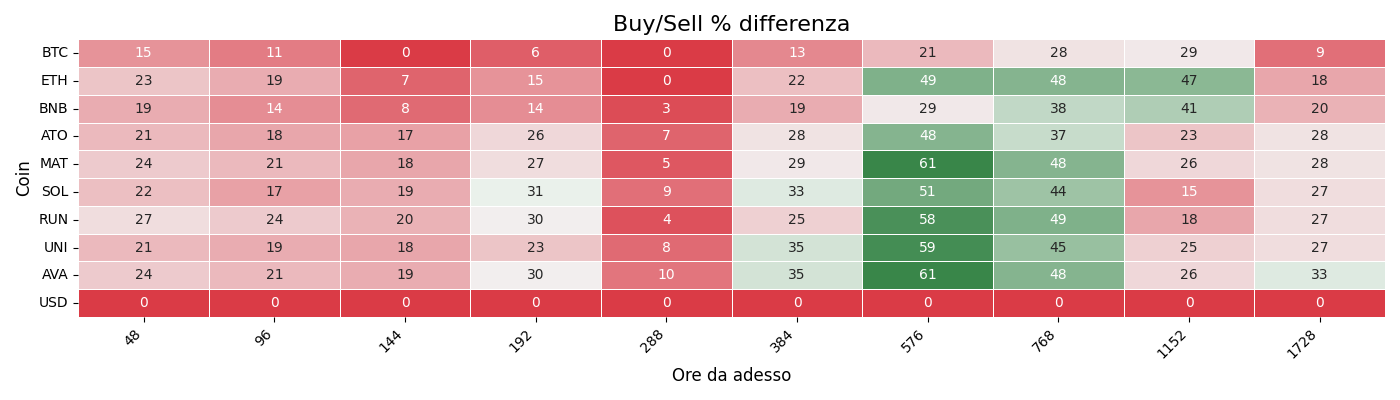 Buy/Sell % differenza
Coin
BTC 15 11 0 6 0 13 21 28 29 9
ETH 23 19 7 15 0 22 49 48 47 18
BNB 19 14 8 14 3 19 29 38 41 20
ATO 21 18 17 26 7 28 48 37 23 28
MAT 24 21 18 27 5 29 61 48 26 28
SOL 22 17 19 31 9 33 51 44 15 27
RUN 27 24 20 30 4 25 58 49 18 27
UNI 21 19 18 23 8 35 59 45 25 27
AVA 24 21 19 30 10 35 61 48 26 33
USD 0 0 0 0 0 0 0 0 0 0
48 96 144 192 288 384 576 768 1152 1728
Ore da adesso